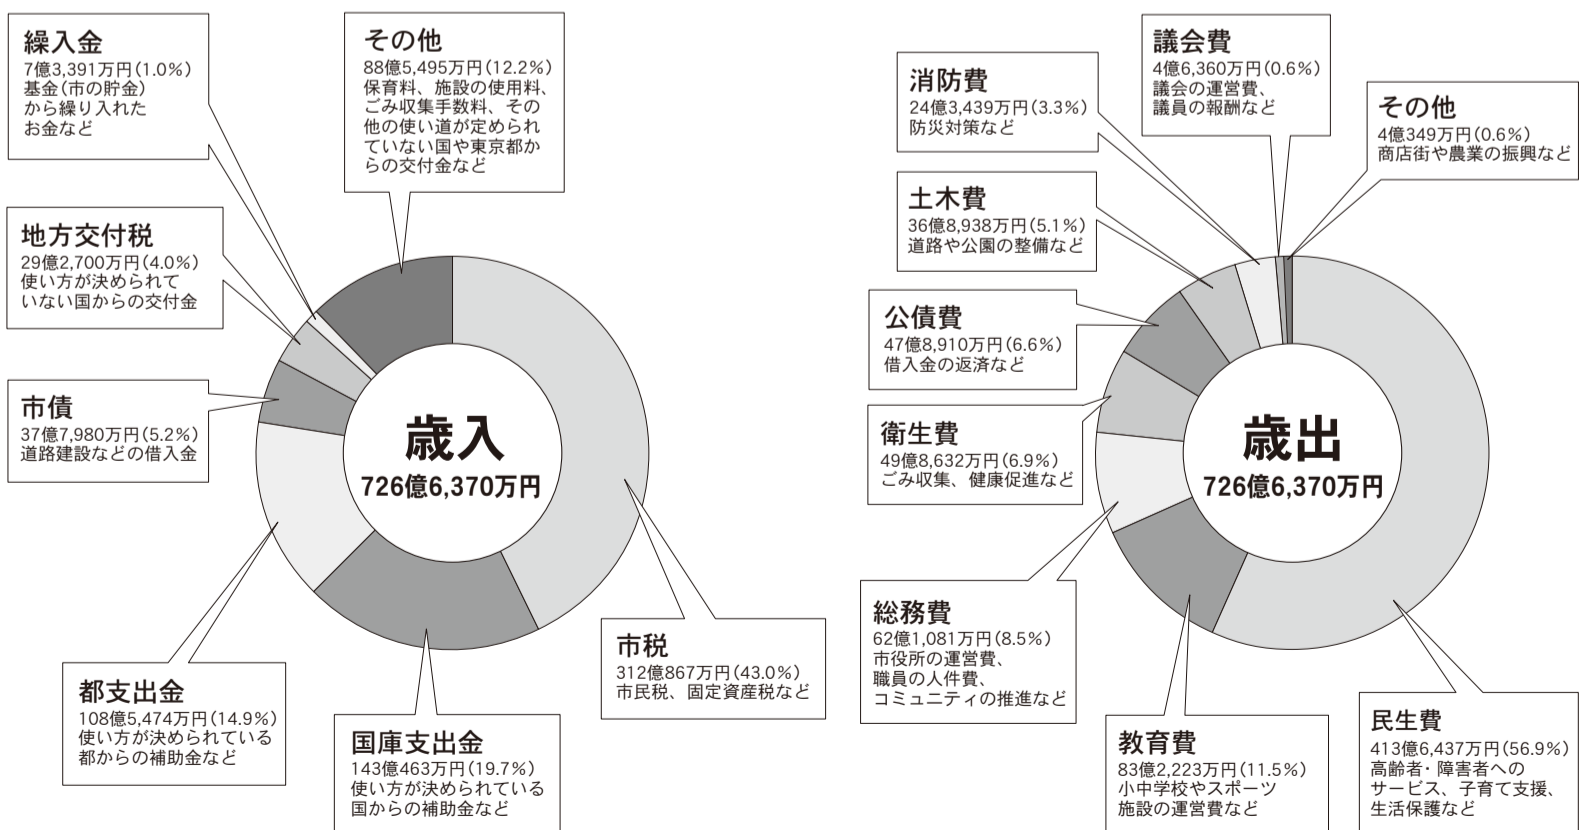 繰入金
7億3,391万円(1.0%)
基金(市の貯金)
から繰り入れた
お金など
その他
88億5,495万円(12.2%)
保育料、施設の使用料、
ごみ収集手数料、その
他の使い道が定められ
ていない国や東京都か
らの交付金など
地方交付税
29億2,700万円(4.0%)
使い方が決められて
いない国からの交付金
市債
37億7,980万円(5.2%)
道路建設などの借入金
歳入
726億6,370万円
市税
312億867万円(43.0%)
市民税、固定資産税など
都支出金
108億5,474万円(14.9%)
使い方が決められている
都からの補助金など
国庫支出金
143億463万円(19.7%)
使い方が決められている
国からの補助金など
議会費
4億6,360万円(0.6%)
議会の運営費、
議員の報酬など
消防費
24億3,439万円(3.3%)
防災対策など
その他
4億349万円(0.6%)
商店街や農業の振興など
土木費
36億8,938万円(5.1%)
道路や公園の整備など
公債費
47億8,910万円(6.6%)
借入金の返済など
衛生費
49億8,632万円(6.9%)
ごみ収集、健康促進など
歳出
726億6,370万円
総務費
62億1,081万円(8.5%)
市役所の運営費、
職員の人件費、
コミュニティの推進など
教育費
83億2,223万円(11.5%)
小中学校やスポーツ
施設の運営費など
民生費
413億6,437万円(56.9%)
高齢者・障害者への
サービス、子育て支援、
生活保護など